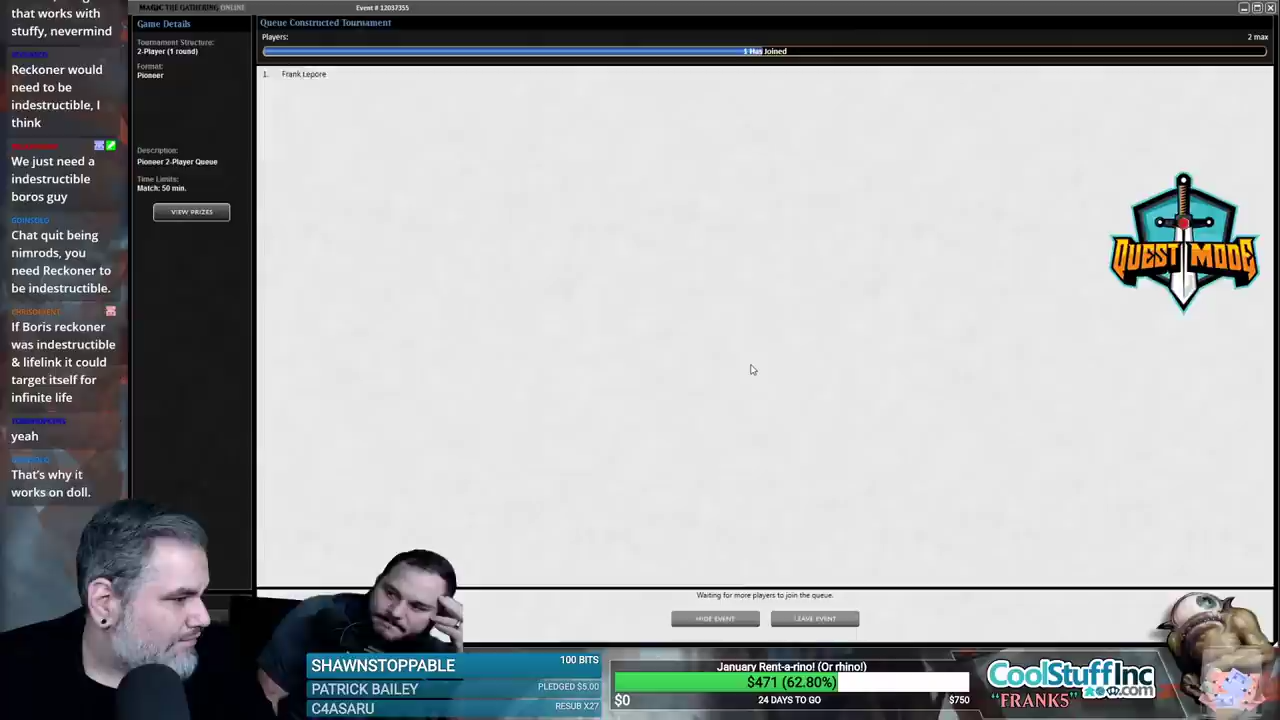 MAGIC THE GATHERING ONLINE
Event # 12037355
Game Details
Tournament Structure:
2-Player (1 round)
Format:
Pioneer
Description:
Pioneer 2-Player Queue
Time Limits:
Match: 50 min.
VIEW PRIZES
Queue Constructed Tournament
Players:
2 max
1 Has Joined
1. Frank Lepore
Waiting for more players to join the queue.
HIDE EVENT
LEAVE EVENT
that works with
stuffy, nevermind
Reckoner would
need to be
indestructible, I
think
We just need a
indestructible
boros guy
Chat quit being
nimrods, you
need Reckoner to
be indestructible.
If Boris reckoner
was indestructible
& lifelink it could
target itself for
infinite life
yeah
That's why it
works on doll.
QUEST MODE
SHAWNSTOPPABLE
100 BITS
PATRICK BAILEY
PLEDGED $5.00
C4ASARU
RESUB X27
January Rent-a-rino! (Or rhino!)
$471 (62.80%)
$0
24 DAYS TO GO
$750
CoolStuffInc
.com
"FRANK5"